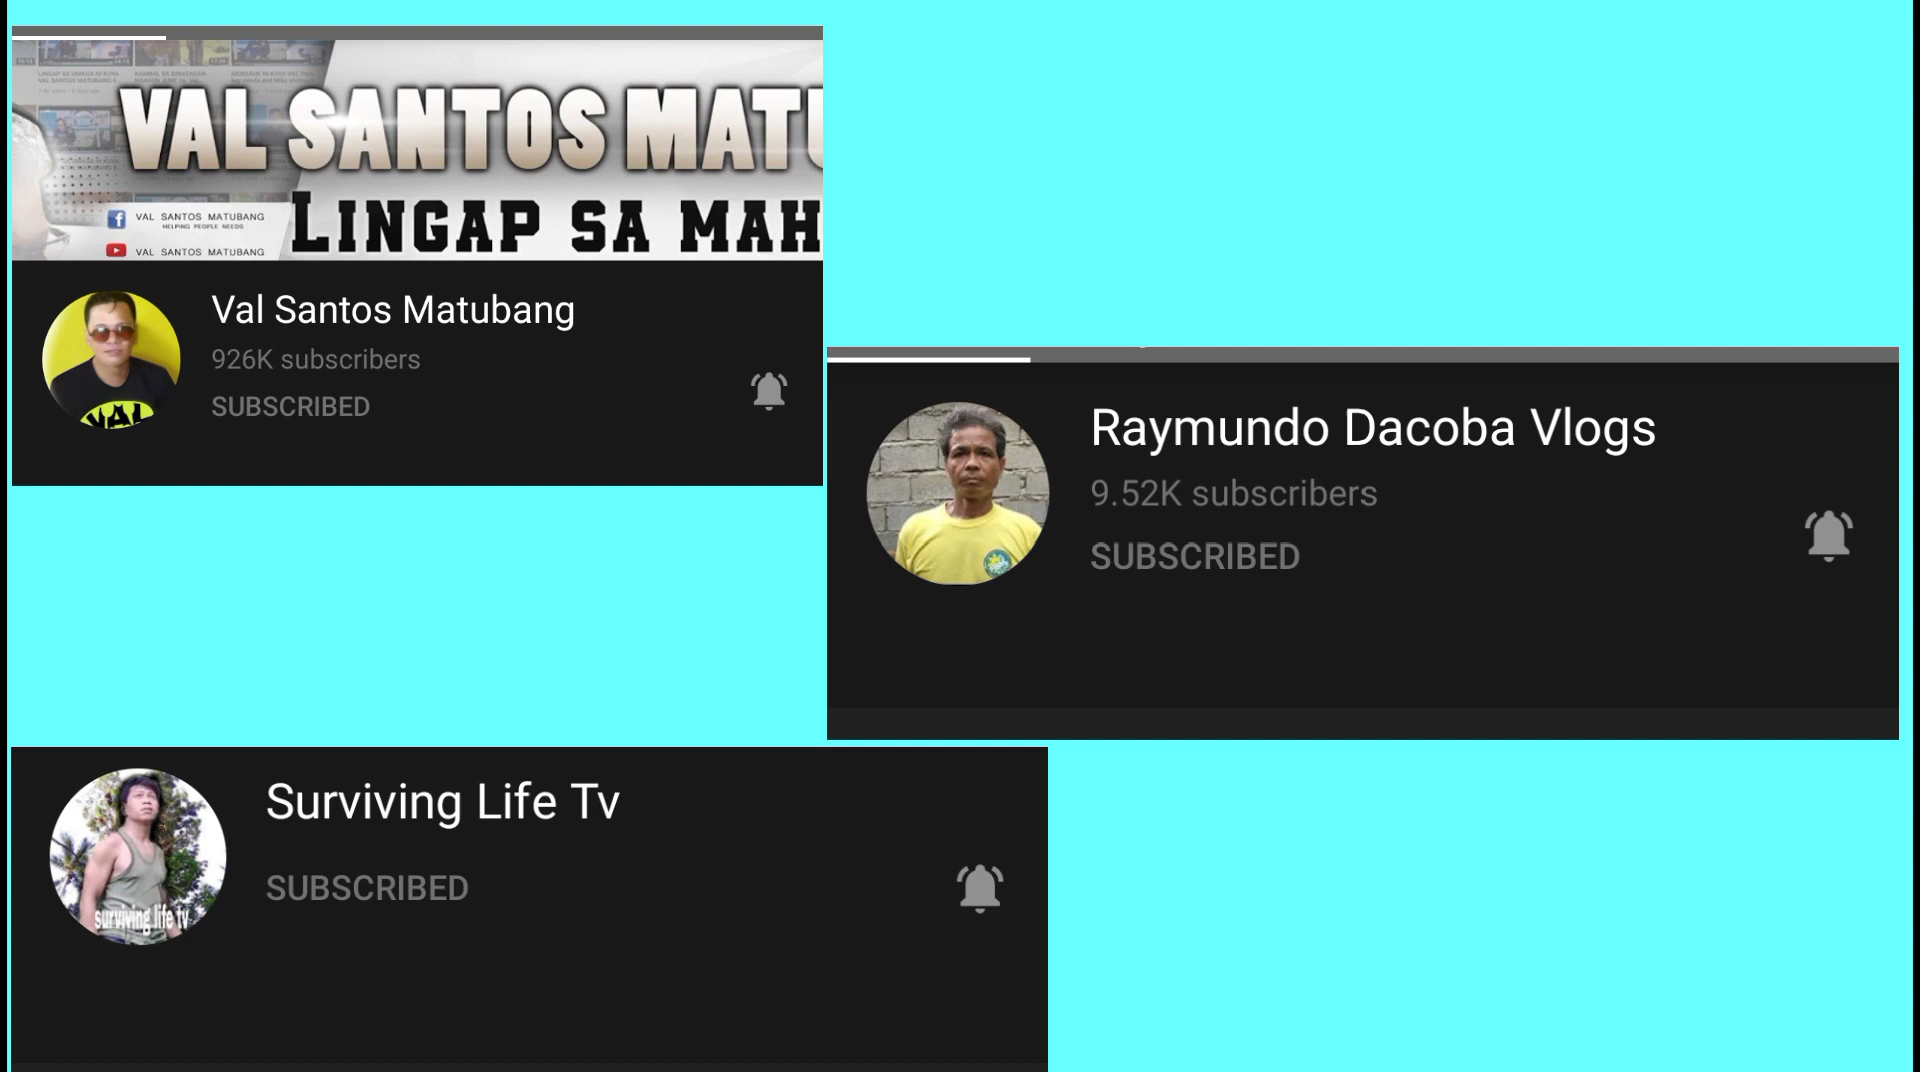 VAL SANTOS MATU
LINGAP SA MAH
VAL SANTOS MATUBANG
HELPING PEOPLE NEEDS
VAL SANTOS MATUBANG
Val Santos Matubang
926K subscribers
SUBSCRIBED
VAL
Raymundo Dacoba Vlogs
9.52K subscribers
SUBSCRIBED
Surviving Life Tv
SUBSCRIBED
surviving life tv